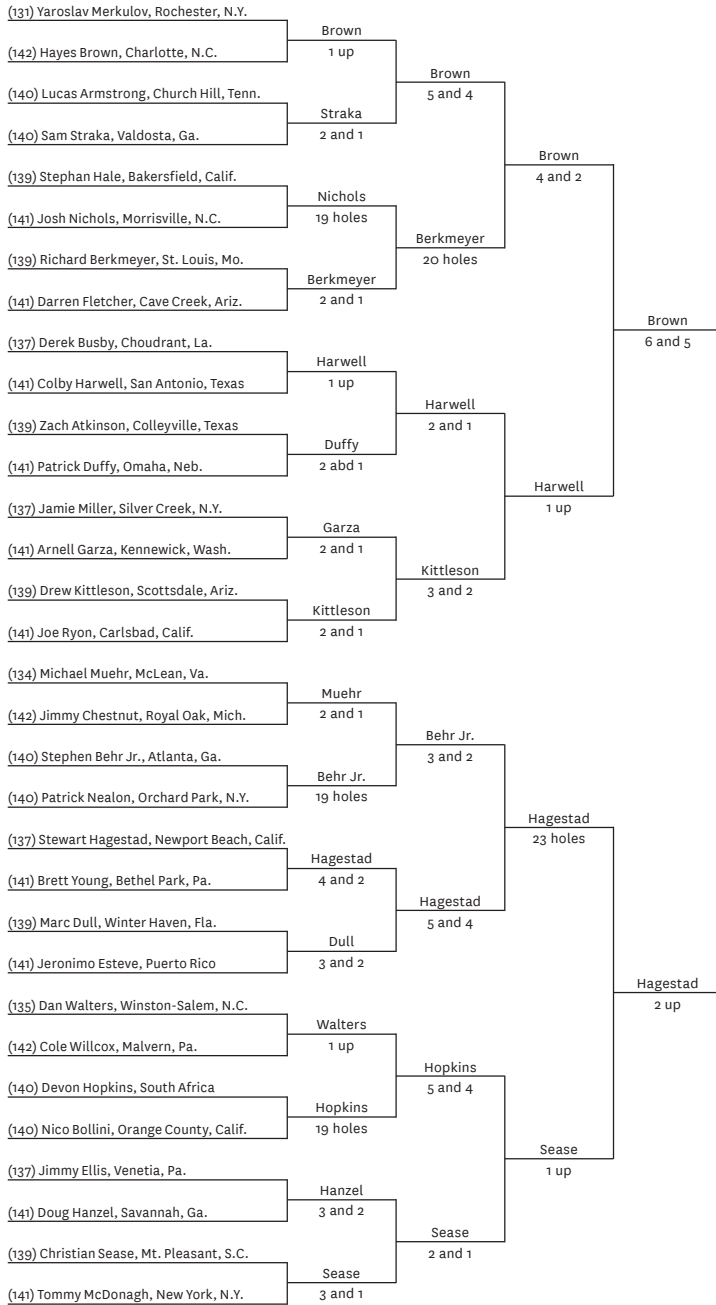 (131) Yaroslav Merkulov, Rochester, N.Y.
Brown
1 up
(142) Hayes Brown, Charlotte, N.C.
Brown
5 and 4
(140) Lucas Armstrong, Church Hill, Tenn.
Straka
2 and 1
(140) Sam Straka, Valdosta, Ga.
Brown
4 and 2
(139) Stephan Hale, Bakersfield, Calif.
Nichols
19 holes
(141) Josh Nichols, Morrisville, N.C.
Berkmeyer
20 holes
(139) Richard Berkmeyer, St. Louis, Mo.
Berkmeyer
2 and 1
(141) Darren Fletcher, Cave Creek, Ariz.
Brown
6 and 5
(137) Derek Busby, Choudrant, La.
Harwell
1 up
(141) Colby Harwell, San Antonio, Texas
Harwell
2 and 1
(139) Zach Atkinson, Colleyville, Texas
Duffy
2 abd 1
(141) Patrick Duffy, Omaha, Neb.
Harwell
1 up
(137) Jamie Miller, Silver Creek, N.Y.
Garza
2 and 1
(141) Arnell Garza, Kennewick, Wash.
Kittleson
3 and 2
(139) Drew Kittleson, Scottsdale, Ariz.
Kittleson
2 and 1
(141) Joe Ryon, Carlsbad, Calif.
(134) Michael Muehr, McLean, Va.
Muehr
2 and 1
(142) Jimmy Chestnut, Royal Oak, Mich.
Behr Jr.
3 and 2
(140) Stephen Behr Jr., Atlanta, Ga.
Behr Jr.
19 holes
(140) Patrick Nealon, Orchard Park, N.Y.
Hagestad
23 holes
(137) Stewart Hagestad, Newport Beach, Calif.
Hagestad
4 and 2
(141) Brett Young, Bethel Park, Pa.
Hagestad
5 and 4
(139) Marc Dull, Winter Haven, Fla.
Dull
3 and 2
(141) Jeronimo Esteve, Puerto Rico
Hagestad
2 up
(135) Dan Walters, Winston-Salem, N.C.
Walters
1 up
(142) Cole Willcox, Malvern, Pa.
Hopkins
5 and 4
(140) Devon Hopkins, South Africa
Hopkins
19 holes
(140) Nico Bollini, Orange County, Calif.
Sease
1 up
(137) Jimmy Ellis, Venetia, Pa.
Hanzel
3 and 2
(141) Doug Hanzel, Savannah, Ga.
Sease
2 and 1
(139) Christian Sease, Mt. Pleasant, S.C.
Sease
3 and 1
(141) Tommy McDonagh, New York, N.Y.